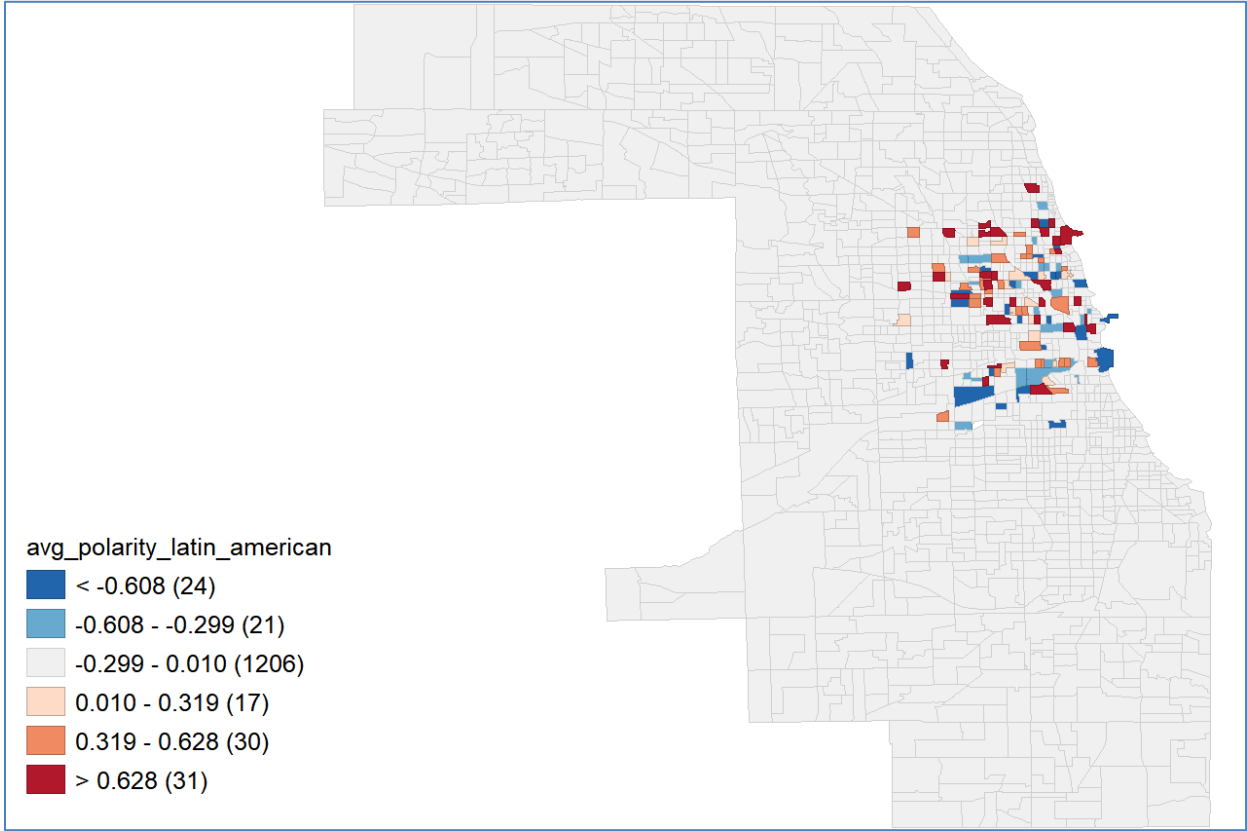 avg_polarity_latin_american
< -0.608 (24)
-0.608 - -0.299 (21)
-0.299 - 0.010 (1206)
0.010 - 0.319 (17)
0.319 - 0.628 (30)
> 0.628 (31)